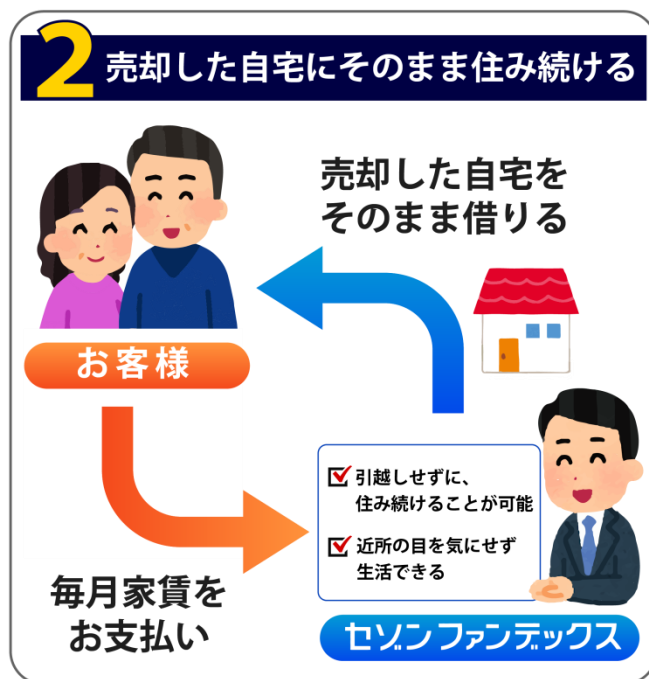 2 売却した自宅にそのまま住み続ける
売却した自宅を
そのまま借りる
お客様
引越しせずに、
住み続けることが可能
近所の目を気にせず
生活できる
毎月家賃を
お支払い
セゾンファンデックス